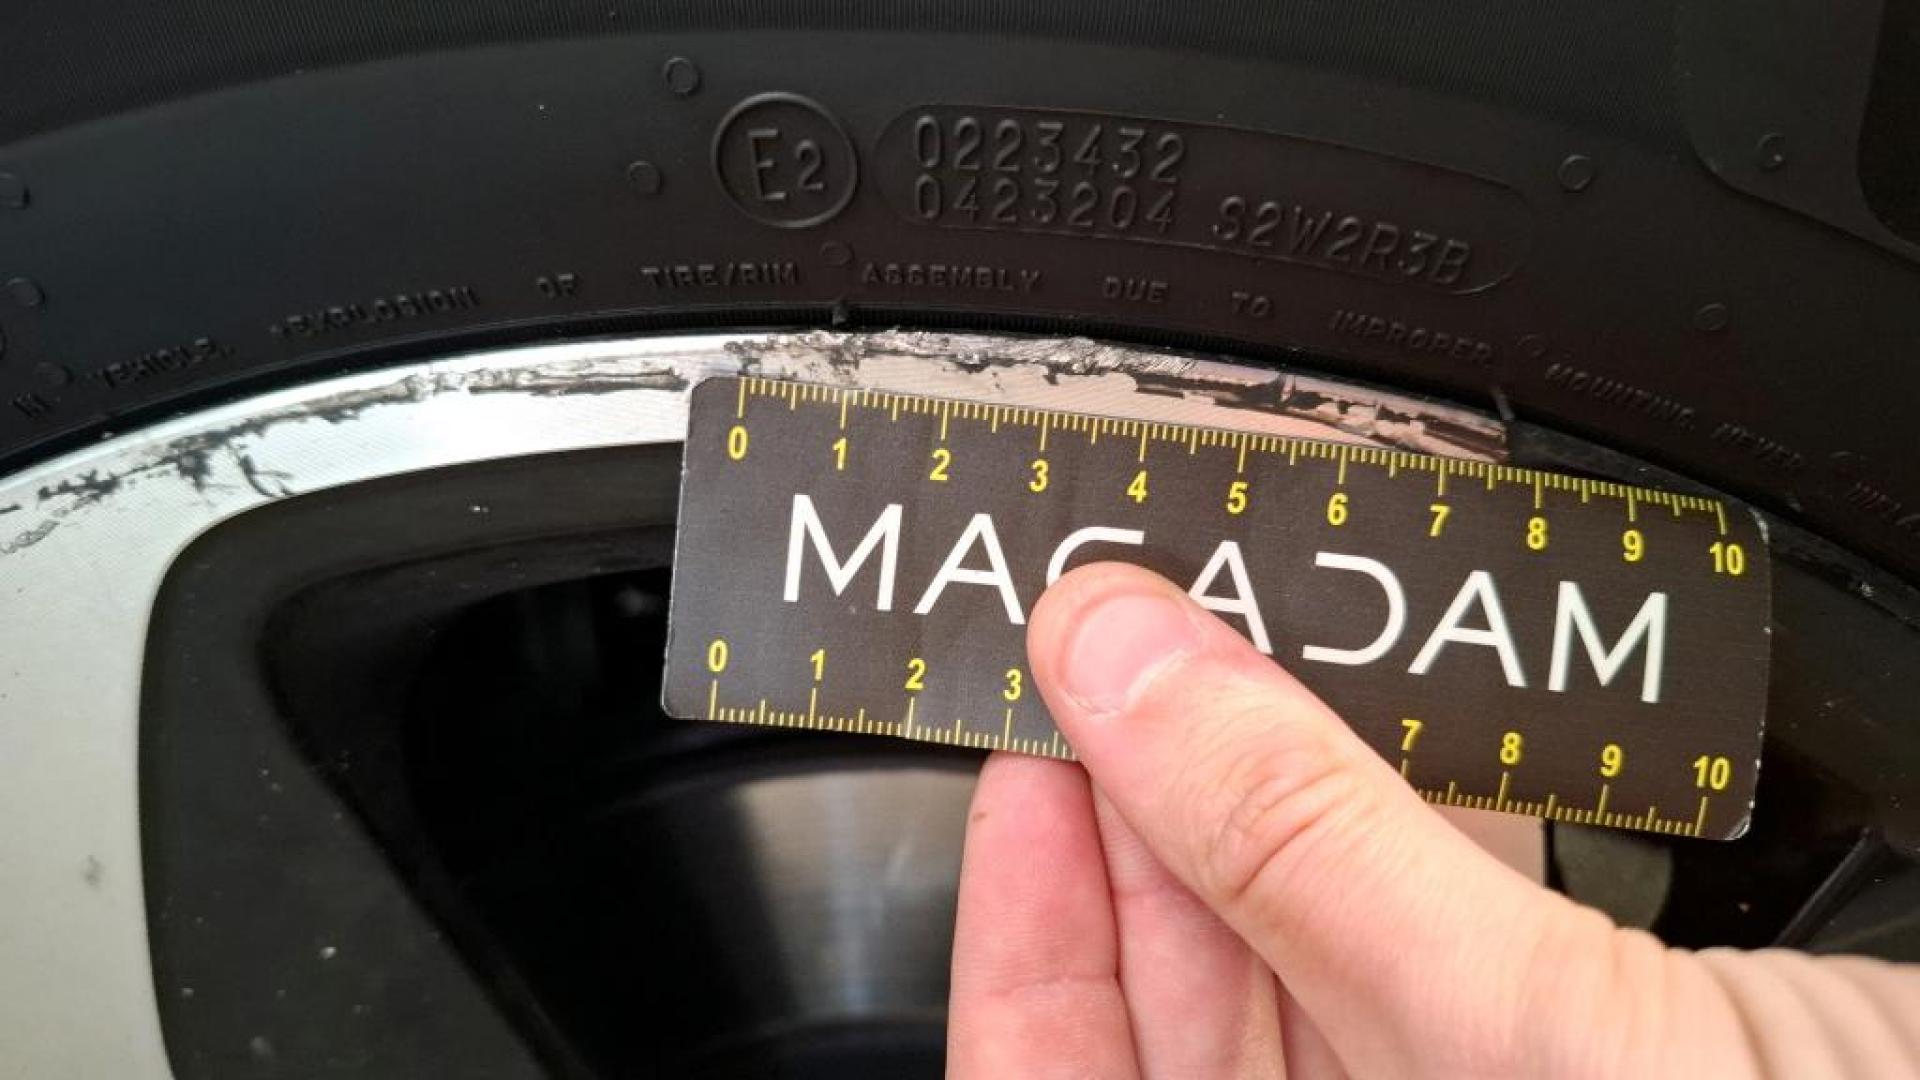 E2
0223432
0423204 S2W2R3B
IN VEHICLE. •EXPLOSION OF TIRE/RIM ASSEMBLY DUE TO IMPROPER MOUNTING. NEVER
0 1 2 3 4 5 6 7 8 9 10
MACADAM
0 1 2 3 7 8 9 10